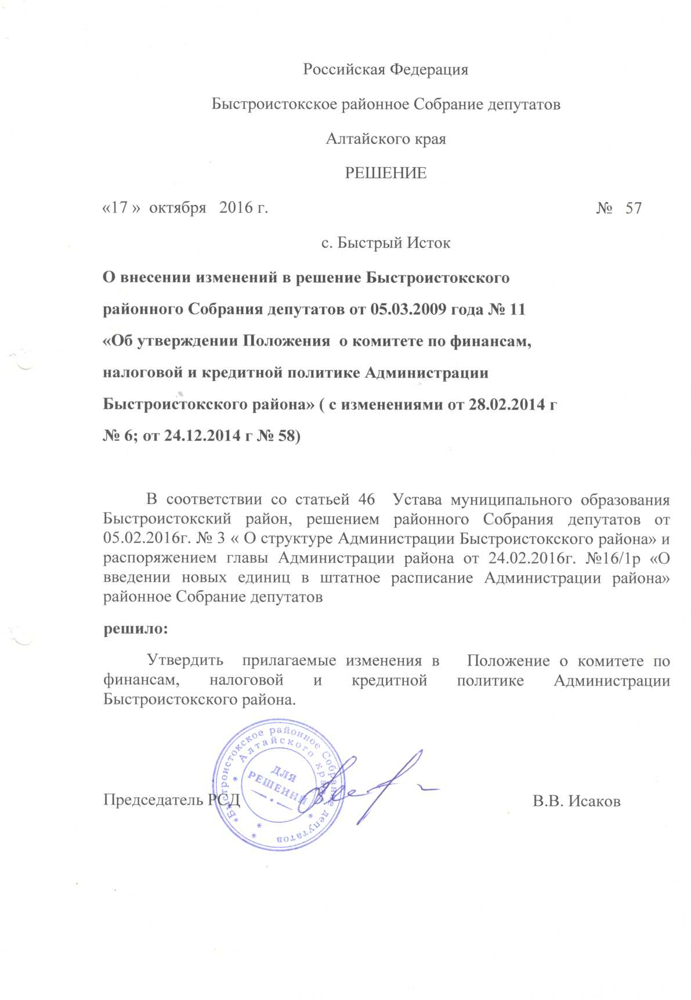 Российская Федерация
Быстроистокское районное Собрание депутатов
Алтайского края
РЕШЕНИЕ
«17 » октября 2016 г. № 57
с. Быстрый Исток
О внесении изменений в решение Быстроистокского
районного Собрания депутатов от 05.03.2009 года № 11
«Об утверждении Положения о комитете по финансам,
налоговой и кредитной политике Администрации
Быстроистокского района» ( с изменениями от 28.02.2014 г
№ 6; от 24.12.2014 г № 58)
В соответствии со статьей 46 Устава муниципального образования
Быстроистокский район, решением районного Собрания депутатов от
05.02.2016г. № 3 « О структуре Администрации Быстроистокского района» и
распоряжением главы Администрации района от 24.02.2016г. №16/1р «О
введении новых единиц в штатное расписание Администрации района»
районное Собрание депутатов
решило:
Утвердить прилагаемые изменения в Положение о комитете по
финансам, налоговой и кредитной политике Администрации
Быстроистокского района.
*Быстроистокское районное Собрание депутатов *
* Алтайского края * *
ДЛЯ
РЕШЕНИЙ
Председатель РСД В.В. Исаков